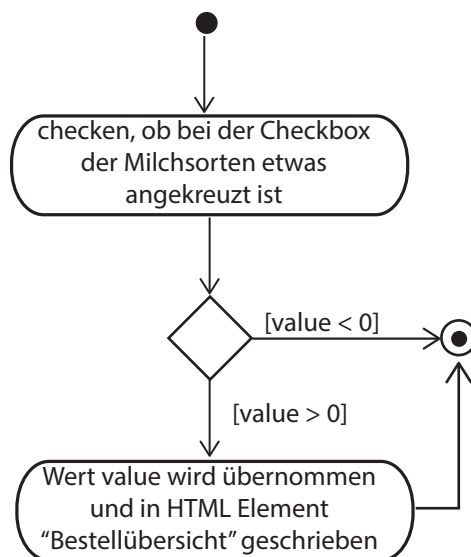 checken, ob bei der Checkbox
der Milchsorten etwas
angekreuzt ist
[value < 0]
[value > 0]
Wert value wird übernommen
und in HTML Element
“Bestellübersicht” geschrieben